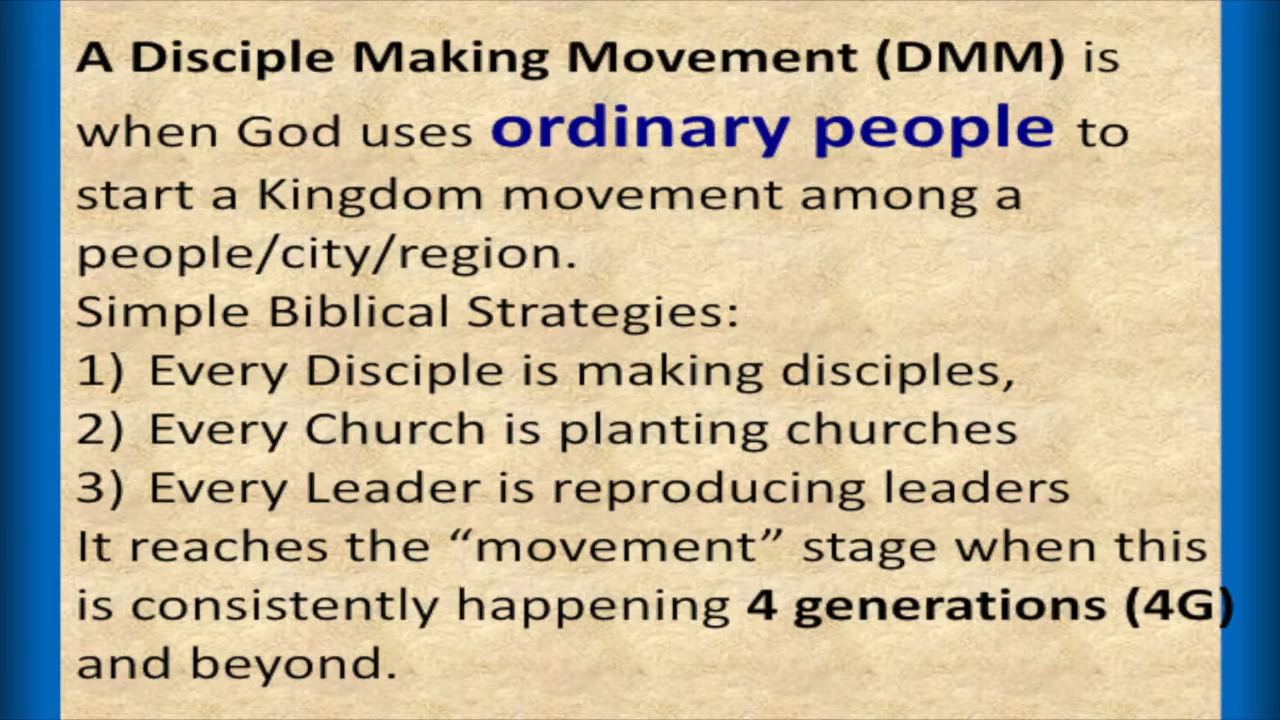 A Disciple Making Movement (DMM) is
when God uses ordinary people to
start a Kingdom movement among a
people/city/region.
Simple Biblical Strategies:
1) Every Disciple is making disciples,
2) Every Church is planting churches
3) Every Leader is reproducing leaders
It reaches the “movement” stage when this
is consistently happening 4 generations (4G)
and beyond.